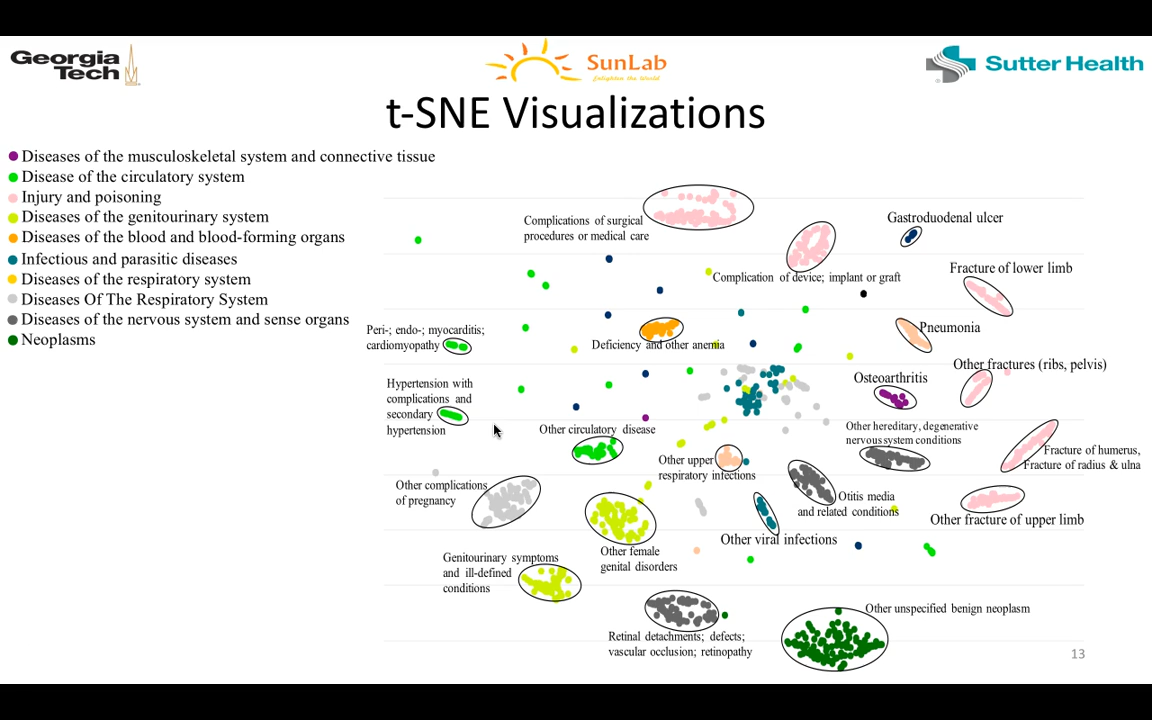 Georgia
Tech
SunLab
Enlighten the World
Sutter Health
t-SNE Visualizations
Diseases of the musculoskeletal system and connective tissue
Disease of the circulatory system
Injury and poisoning
Diseases of the genitourinary system
Diseases of the blood and blood-forming organs
Infectious and parasitic diseases
Diseases of the respiratory system
Diseases Of The Respiratory System
Diseases of the nervous system and sense organs
Neoplasms
Complications of surgical
procedures or medical care
Gastroduodenal ulcer
Complication of device; implant or graft
Fracture of lower limb
Peri-; endo-; myocarditis;
cardiomyopathy
Deficiency and other anemia
Pneumonia
Other fractures (ribs, pelvis)
Hypertension with
complications and
secondary
hypertension
Osteoarthritis
Other circulatory disease
Other hereditary, degenerative
nervous system conditions
Fracture of humerus,
Fracture of radius & ulna
Other upper
respiratory infections
Other complications
of pregnancy
Otitis media
and related conditions
Other fracture of upper limb
Other viral infections
Other female
genital disorders
Genitourinary symptoms
and ill-defined
conditions
Retinal detachments; defects;
vascular occlusion; retinopathy
Other unspecified benign neoplasm
13